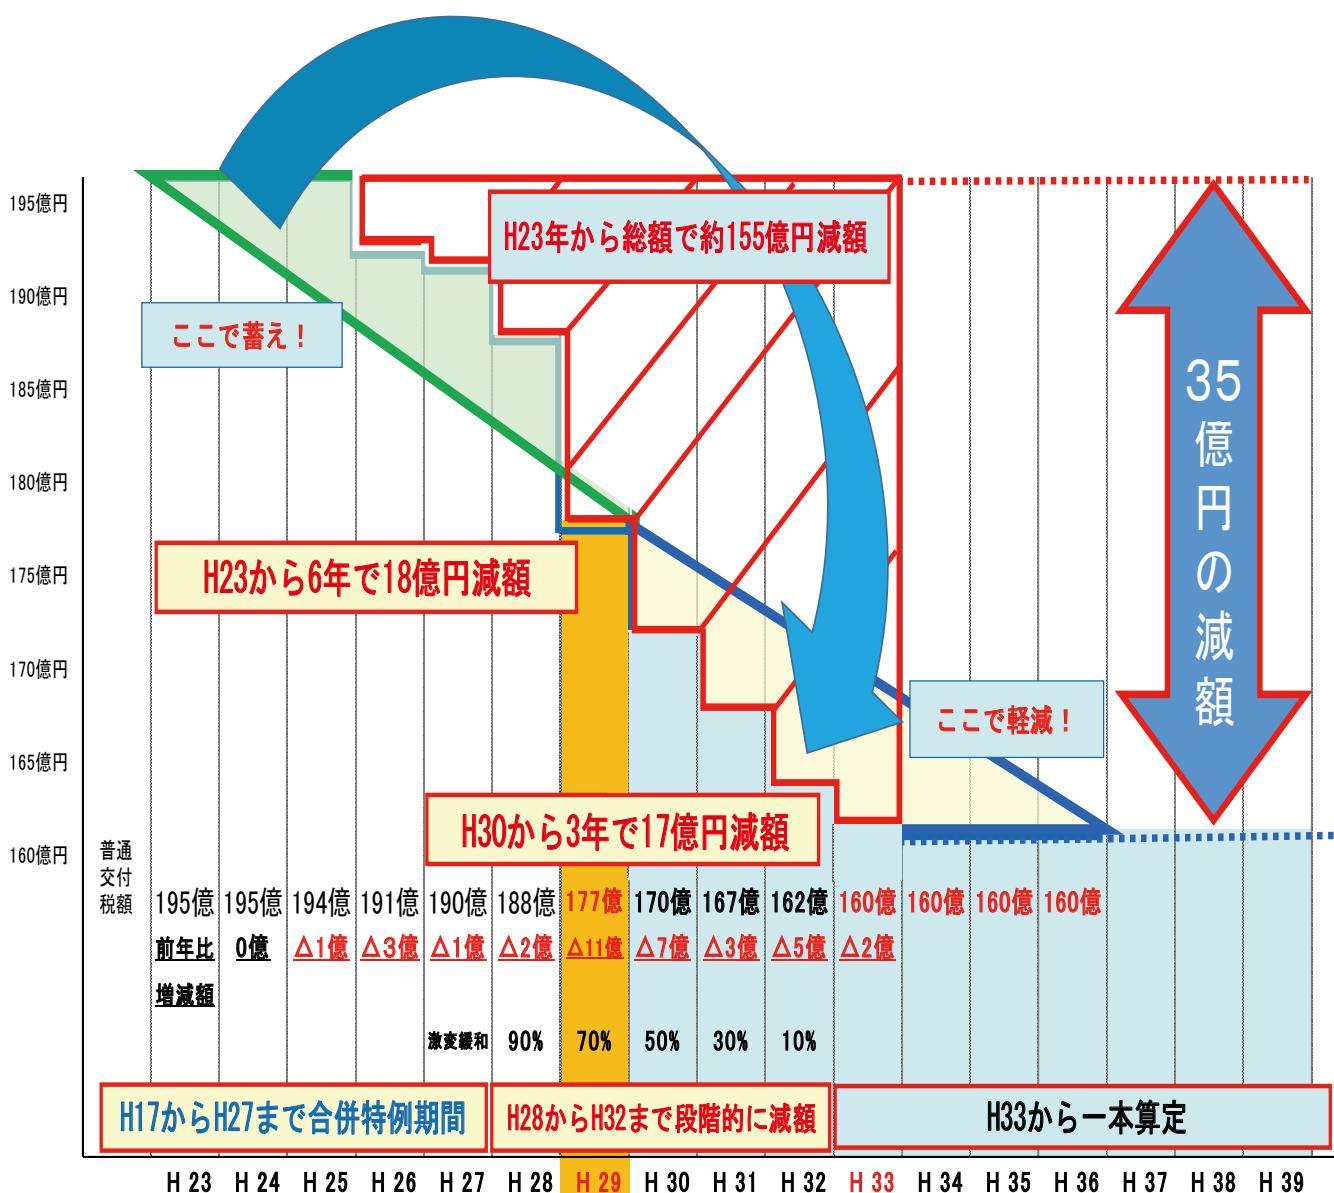 195億円
190億円
185億円
180億円
175億円
170億円
165億円
160億円
H23年から総額で約155億円減額
ここで蓄え！
35億円の減額
H23から6年で18億円減額
ここで軽減！
H30から3年で17億円減額
普通
交付
税額
195億 195億 194億 191億 190億 188億 177億 170億 167億 162億 160億 160億 160億 160億
前年比 0億 △1億 △3億 △1億 △2億 △11億 △7億 △3億 △5億 △2億
増減額
激変緩和 90% 70% 50% 30% 10%
H17からH27まで合併特例期間
H28からH32まで段階的に減額
H33から一本算定
H 23 H 24 H 25 H 26 H 27 H 28 H 29 H 30 H 31 H 32 H 33 H 34 H 35 H 36 H 37 H 38 H 39